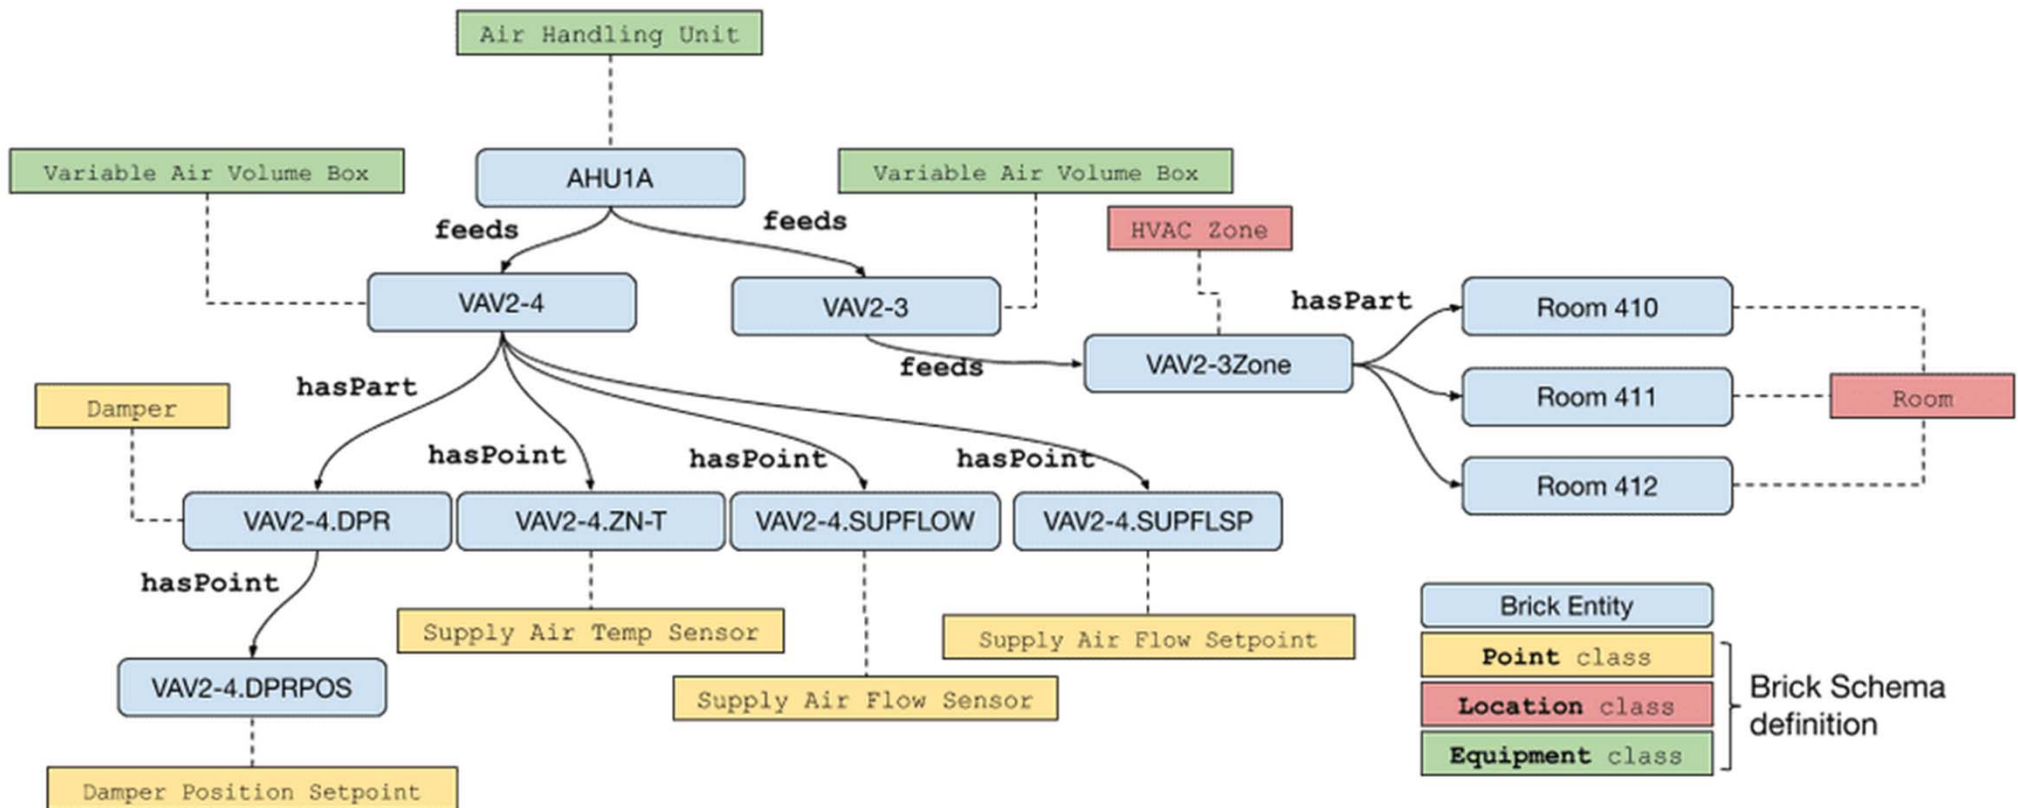 Air Handling Unit
Variable Air Volume Box
AHU1A
Variable Air Volume Box
feeds
feeds
HVAC Zone
VAV2-4
VAV2-3
hasPart
Room 410
feeds
VAV2-3Zone
hasPart
Room 411
Room
Damper
hasPoint
hasPoint
hasPoint
Room 412
VAV2-4.DPR
VAV2-4.ZN-T
VAV2-4.SUPFLOW
VAV2-4.SUPFLSP
hasPoint
Supply Air Temp Sensor
Supply Air Flow Setpoint
VAV2-4.DPRPOS
Supply Air Flow Sensor
Damper Position Setpoint
Brick Entity
Point class
Location class
Equipment class
Brick Schema
definition